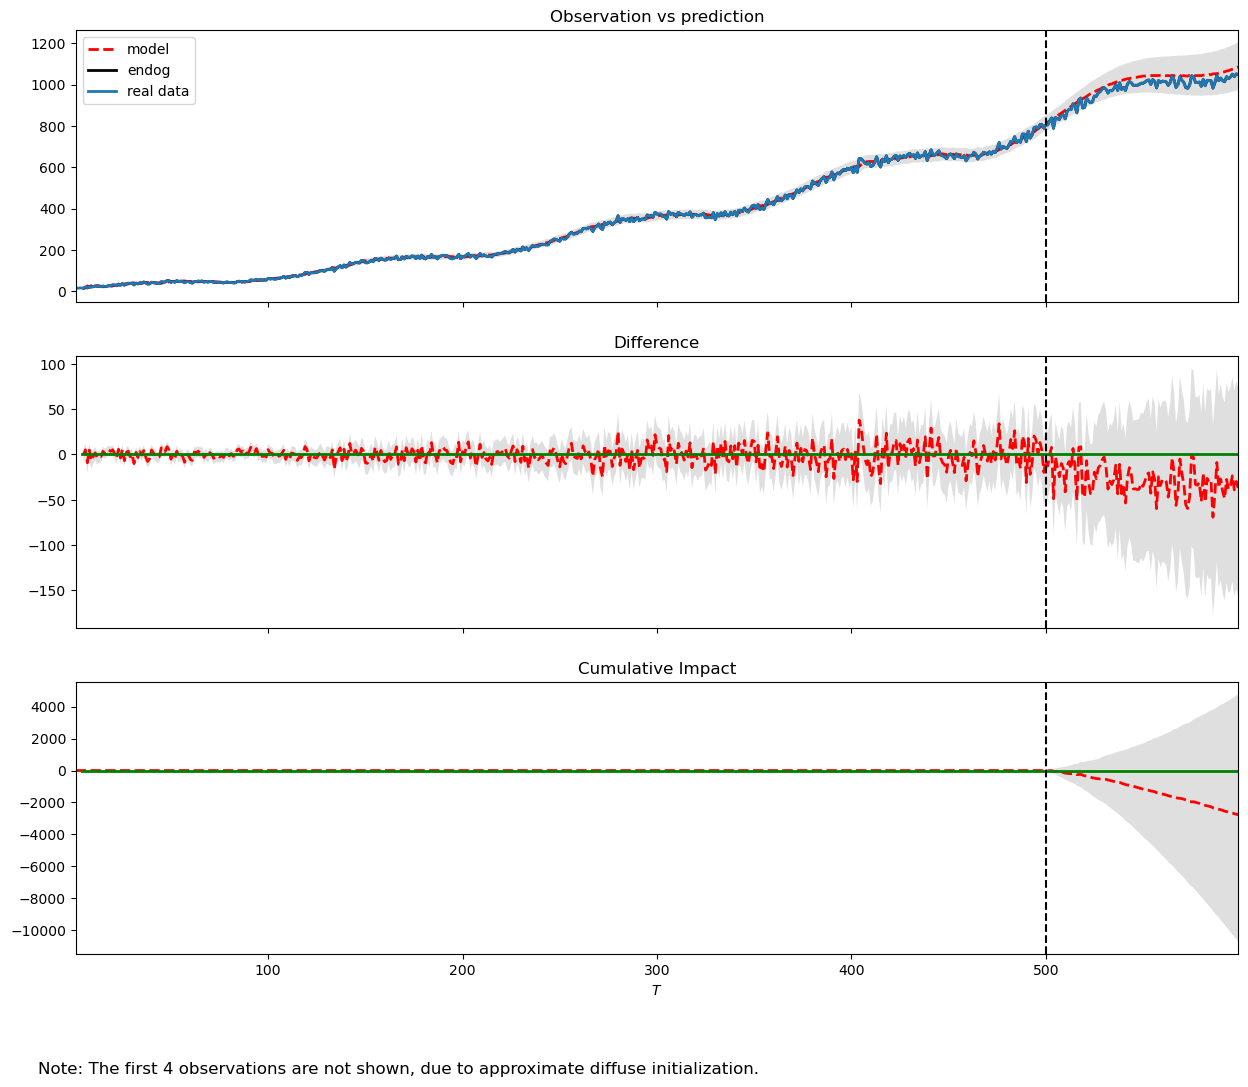 Observation vs prediction
1200
1000
800
600
400
200
0
model
endog
real data
Difference
100
50
0
−50
−100
−150
Cumulative Impact
4000
2000
0
−2000
−4000
−6000
−8000
−10000
100 200 300 400 500
T
Note: The first 4 observations are not shown, due to approximate diffuse initialization.